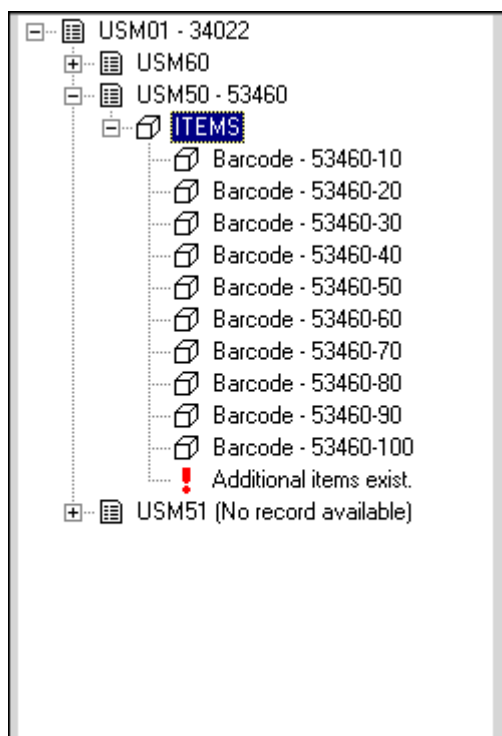 USM01 - 34022
USM60
USM50 - 53460
ITEMS
Barcode - 53460-10
Barcode - 53460-20
Barcode - 53460-30
Barcode - 53460-40
Barcode - 53460-50
Barcode - 53460-60
Barcode - 53460-70
Barcode - 53460-80
Barcode - 53460-90
Barcode - 53460-100
Additional items exist.
USM51 (No record available)